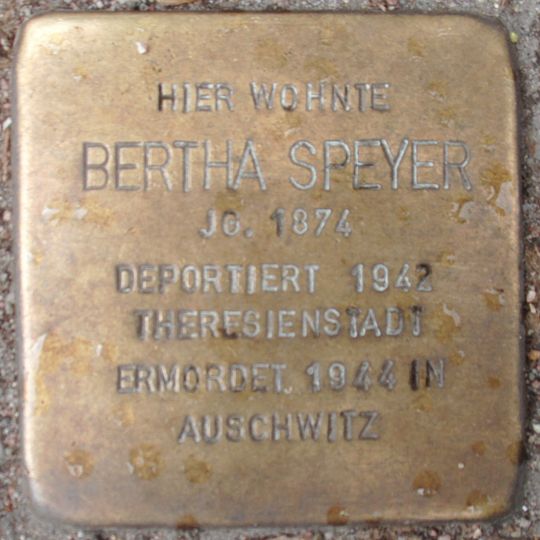 HIER WOHNTE
BERTHA SPEYER
JG. 1874
DEPORTIERT 1942
THERESIENSTADT
ERMORDET 1944 IN
AUSCHWITZ